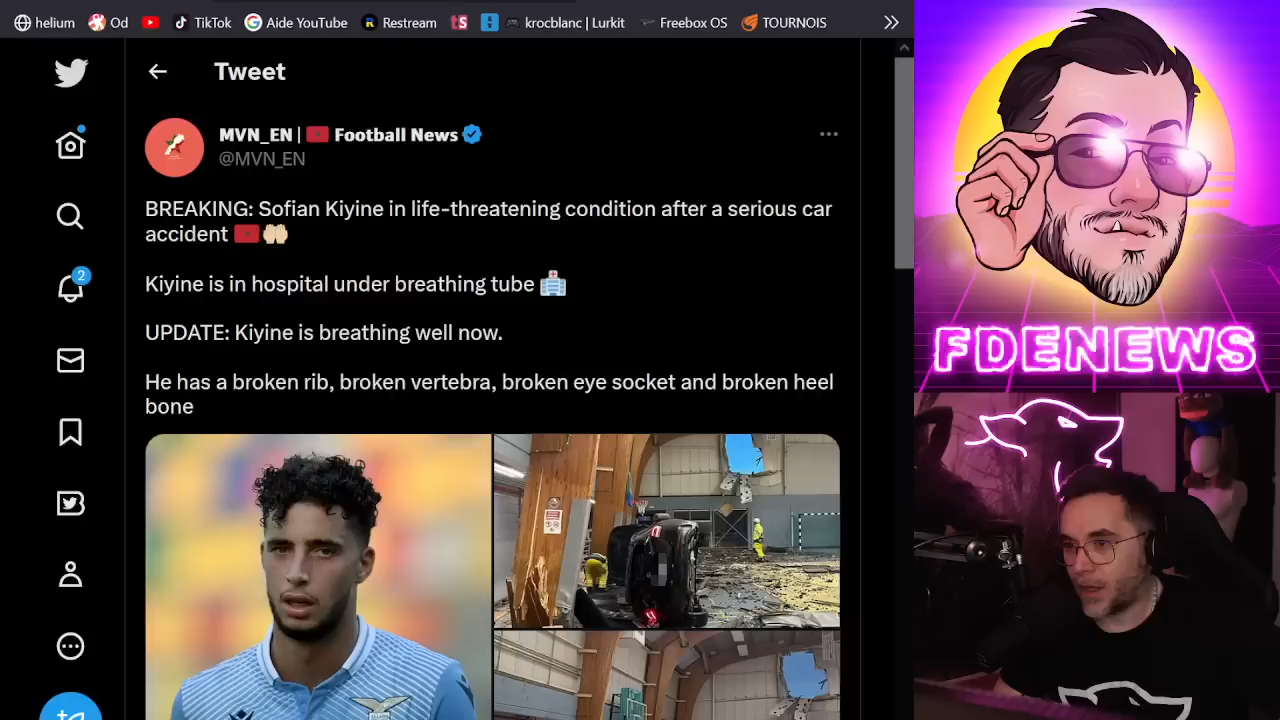 helium
Od
TikTok
Aide YouTube
Restream
krocblanc | Lurkit
Freebox OS
TOURNOIS
Tweet
MVN_EN | 🇲🇦 Football News
@MVN_EN
BREAKING: Sofian Kiyine in life-threatening condition after a serious car
accident 🇲🇦🤲🏼
Kiyine is in hospital under breathing tube 🏥
UPDATE: Kiyine is breathing well now.
He has a broken rib, broken vertebra, broken eye socket and broken heel
bone
2
FDENEWS